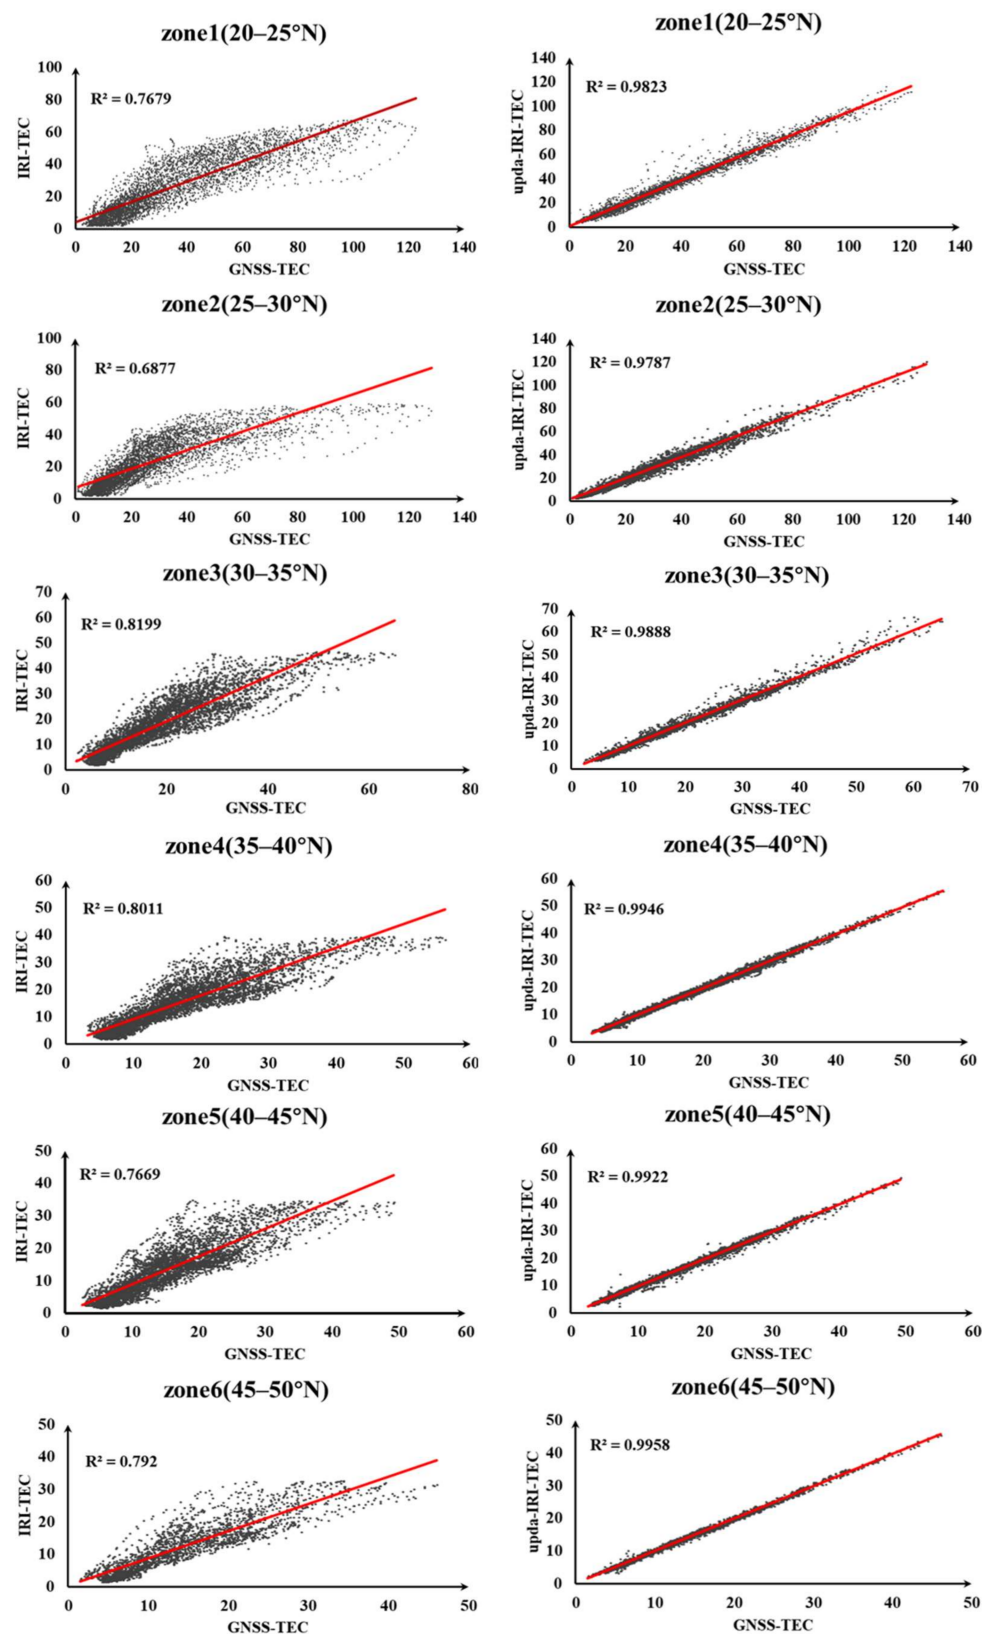 zone1(20–25°N)
R² = 0.7679
IRI-TEC
100
80
60
40
20
0
0 20 40 60 80 100 120 140
GNSS-TEC
zone1(20–25°N)
R² = 0.9823
upda-IRI-TEC
140
120
100
80
60
40
20
0
0 20 40 60 80 100 120 140
GNSS-TEC
zone2(25–30°N)
R² = 0.6877
IRI-TEC
100
80
60
40
20
0
0 20 40 60 80 100 120 140
GNSS-TEC
zone2(25–30°N)
R² = 0.9787
upda-IRI-TEC
140
120
100
80
60
40
20
0
0 20 40 60 80 100 120 140
GNSS-TEC
zone3(30–35°N)
R² = 0.8199
IRI-TEC
70
60
50
40
30
20
10
0
0 20 40 60 80
GNSS-TEC
zone3(30–35°N)
R² = 0.9888
upda-IRI-TEC
70
60
50
40
30
20
10
0
0 10 20 30 40 50 60 70
GNSS-TEC
zone4(35–40°N)
R² = 0.8011
IRI-TEC
60
50
40
30
20
10
0
0 10 20 30 40 50 60
GNSS-TEC
zone4(35–40°N)
R² = 0.9946
upda-IRI-TEC
60
50
40
30
20
10
0
0 10 20 30 40 50 60
GNSS-TEC
zone5(40–45°N)
R² = 0.7669
IRI-TEC
50
40
30
20
10
0
0 10 20 30 40 50 60
GNSS-TEC
zone5(40–45°N)
R² = 0.9922
upda-IRI-TEC
60
50
40
30
20
10
0
0 10 20 30 40 50 60
GNSS-TEC
zone6(45–50°N)
R² = 0.792
IRI-TEC
50
40
30
20
10
0
0 10 20 30 40 50
GNSS-TEC
zone6(45–50°N)
R² = 0.9958
upda-IRI-TEC
50
40
30
20
10
0
0 10 20 30 40 50
GNSS-TEC